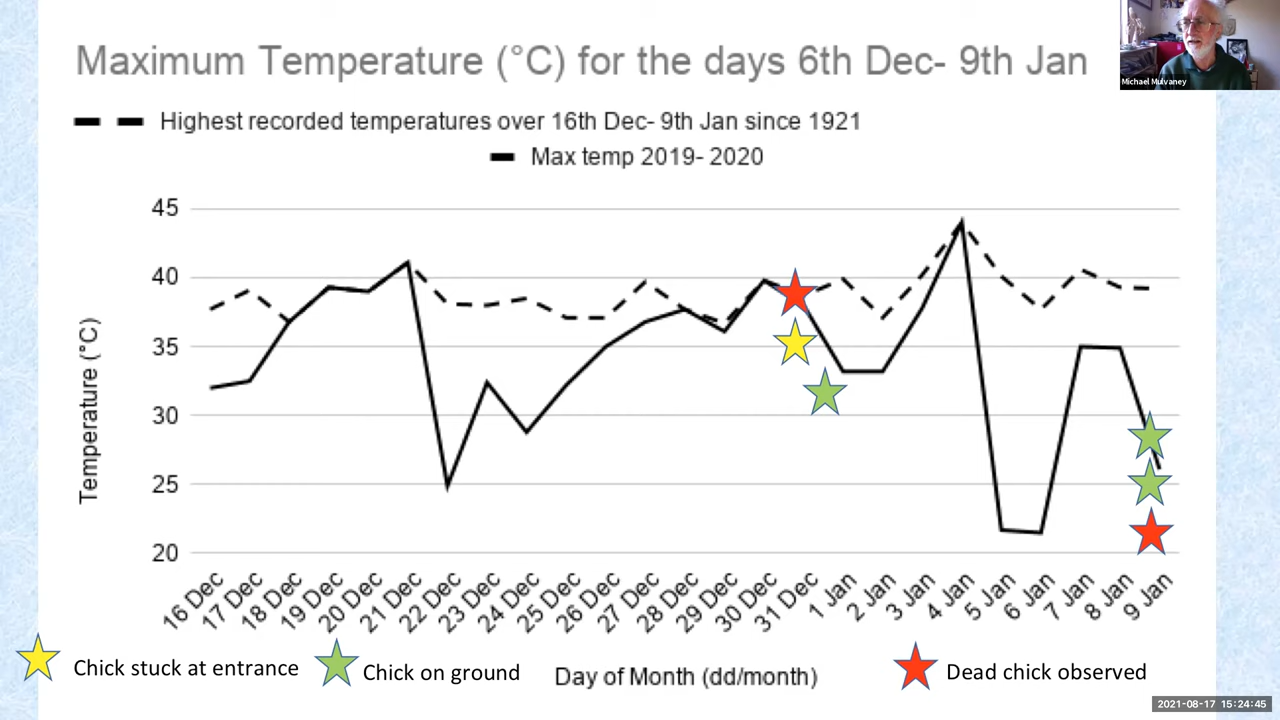 Maximum Temperature (°C) for the days 6th Dec- 9th Jan
Michael Mulvaney
Highest recorded temperatures over 16th Dec- 9th Jan since 1921
Max temp 2019- 2020
45
40
35
30
25
20
Temperature (°C)
16 Dec
17 Dec
18 Dec
19 Dec
20 Dec
21 Dec
22 Dec
23 Dec
24 Dec
25 Dec
26 Dec
27 Dec
28 Dec
29 Dec
30 Dec
31 Dec
1 Jan
2 Jan
3 Jan
4 Jan
5 Jan
6 Jan
7 Jan
8 Jan
9 Jan
Chick stuck at entrance
Chick on ground
Day of Month (dd/month)
Dead chick observed
2021-08-17 15:24:45